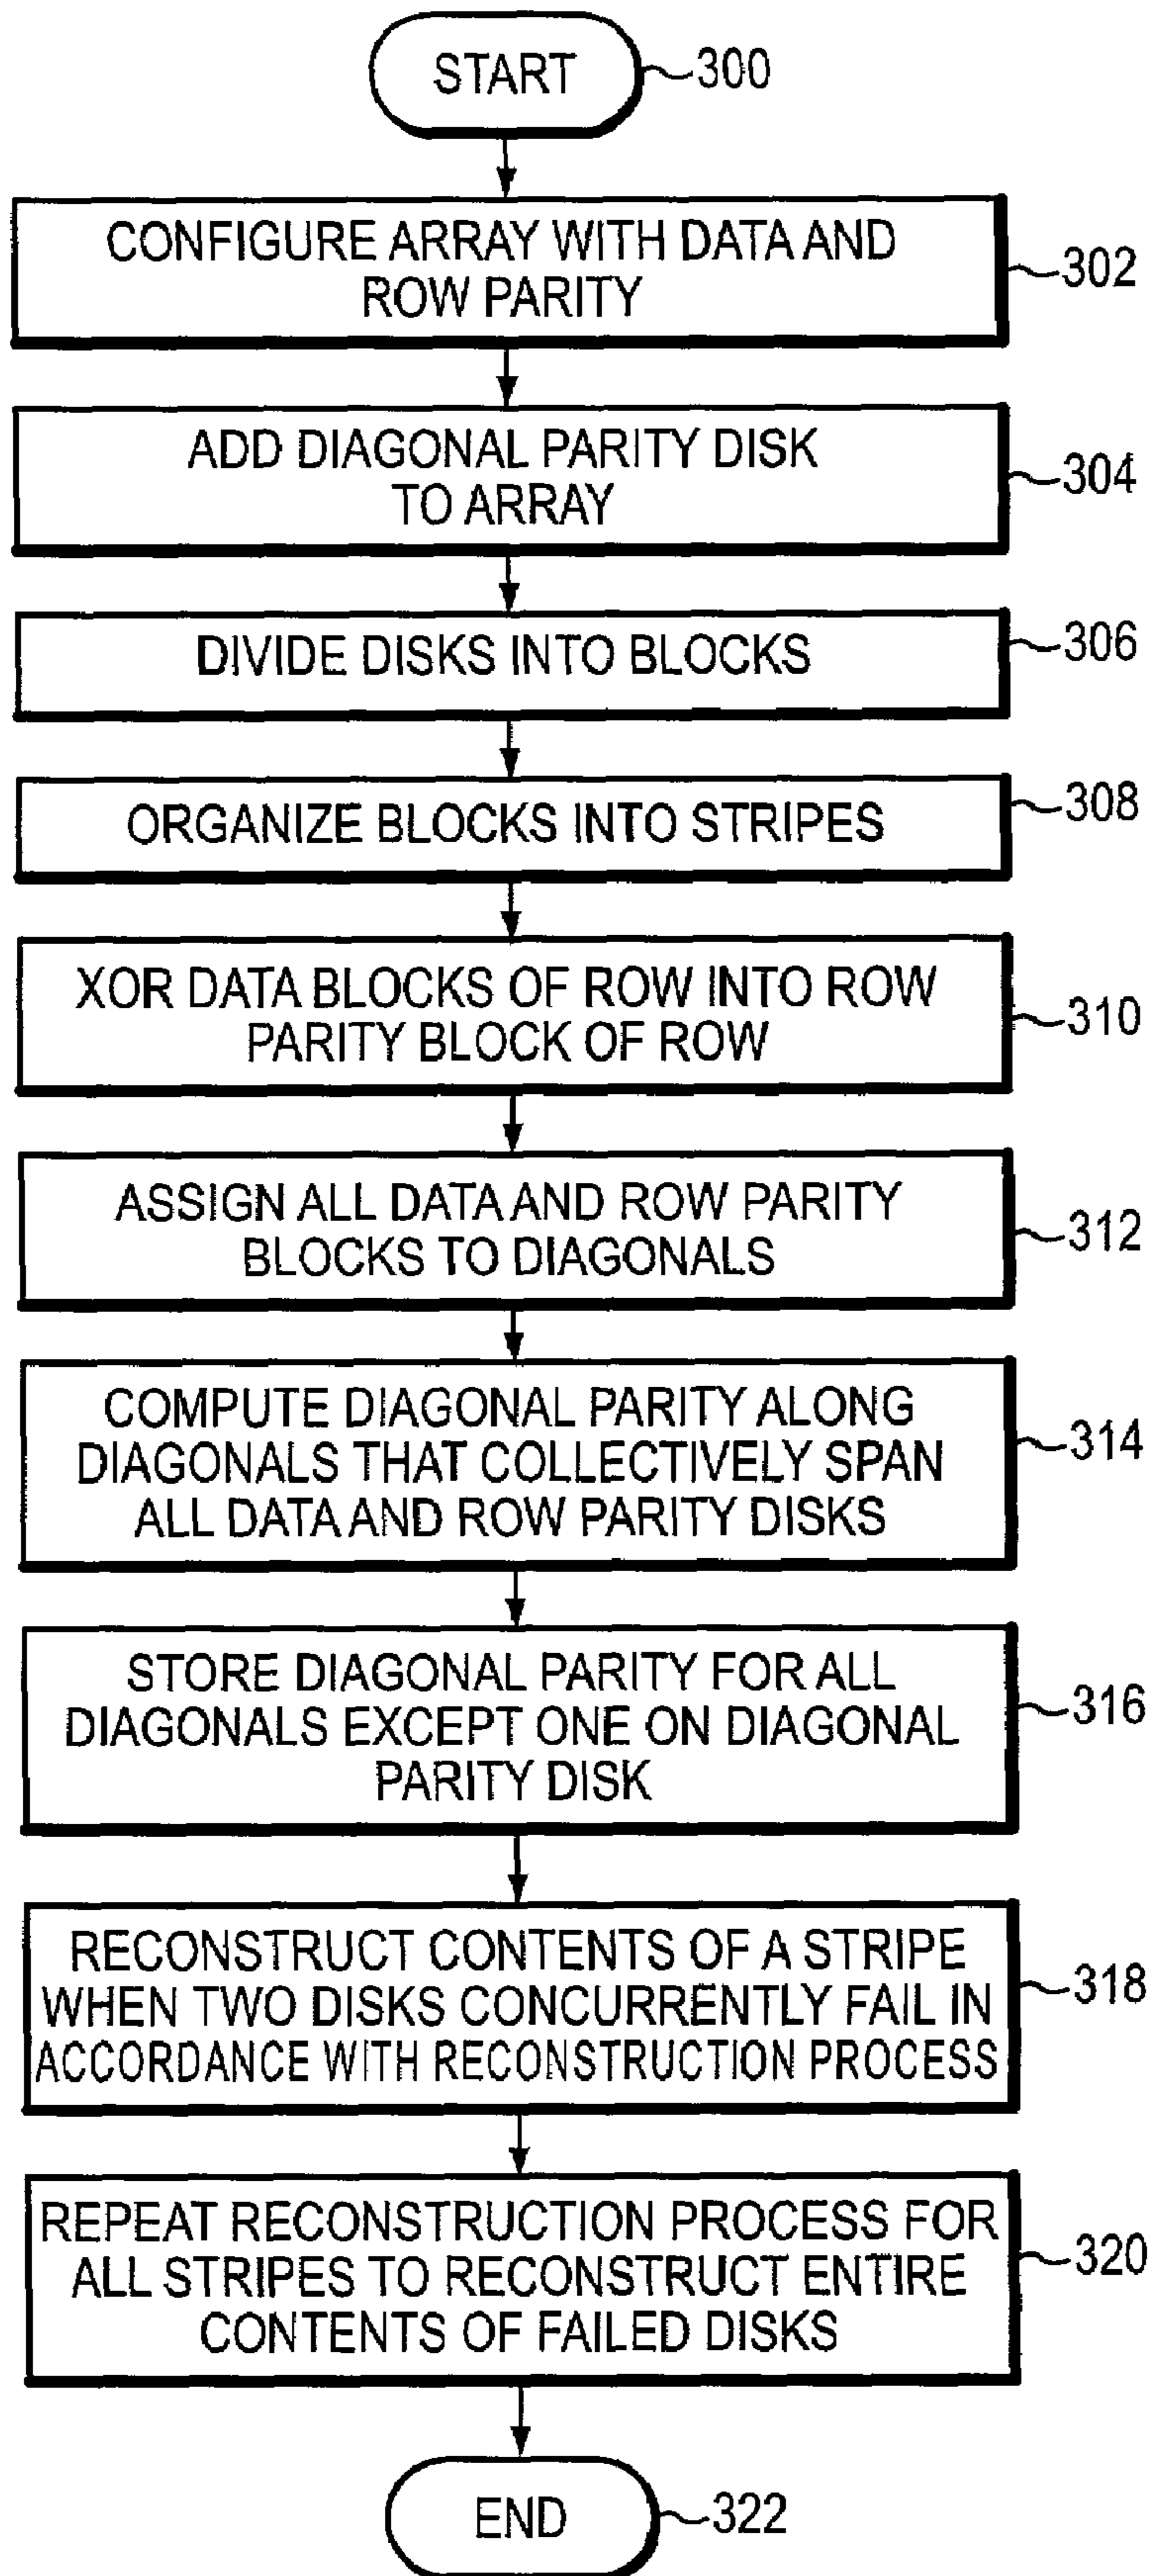 START
300
CONFIGURE ARRAY WITH DATA AND
ROW PARITY
302
ADD DIAGONAL PARITY DISK
TO ARRAY
304
DIVIDE DISKS INTO BLOCKS
306
ORGANIZE BLOCKS INTO STRIPES
308
XOR DATA BLOCKS OF ROW INTO ROW
PARITY BLOCK OF ROW
310
ASSIGN ALL DATA AND ROW PARITY
BLOCKS TO DIAGONALS
312
COMPUTE DIAGONAL PARITY ALONG
DIAGONALS THAT COLLECTIVELY SPAN
ALL DATA AND ROW PARITY DISKS
314
STORE DIAGONAL PARITY FOR ALL
DIAGONALS EXCEPT ONE ON DIAGONAL
PARITY DISK
316
RECONSTRUCT CONTENTS OF A STRIPE
WHEN TWO DISKS CONCURRENTLY FAIL IN
ACCORDANCE WITH RECONSTRUCTION PROCESS
318
REPEAT RECONSTRUCTION PROCESS FOR
ALL STRIPES TO RECONSTRUCT ENTIRE
CONTENTS OF FAILED DISKS
320
END
322